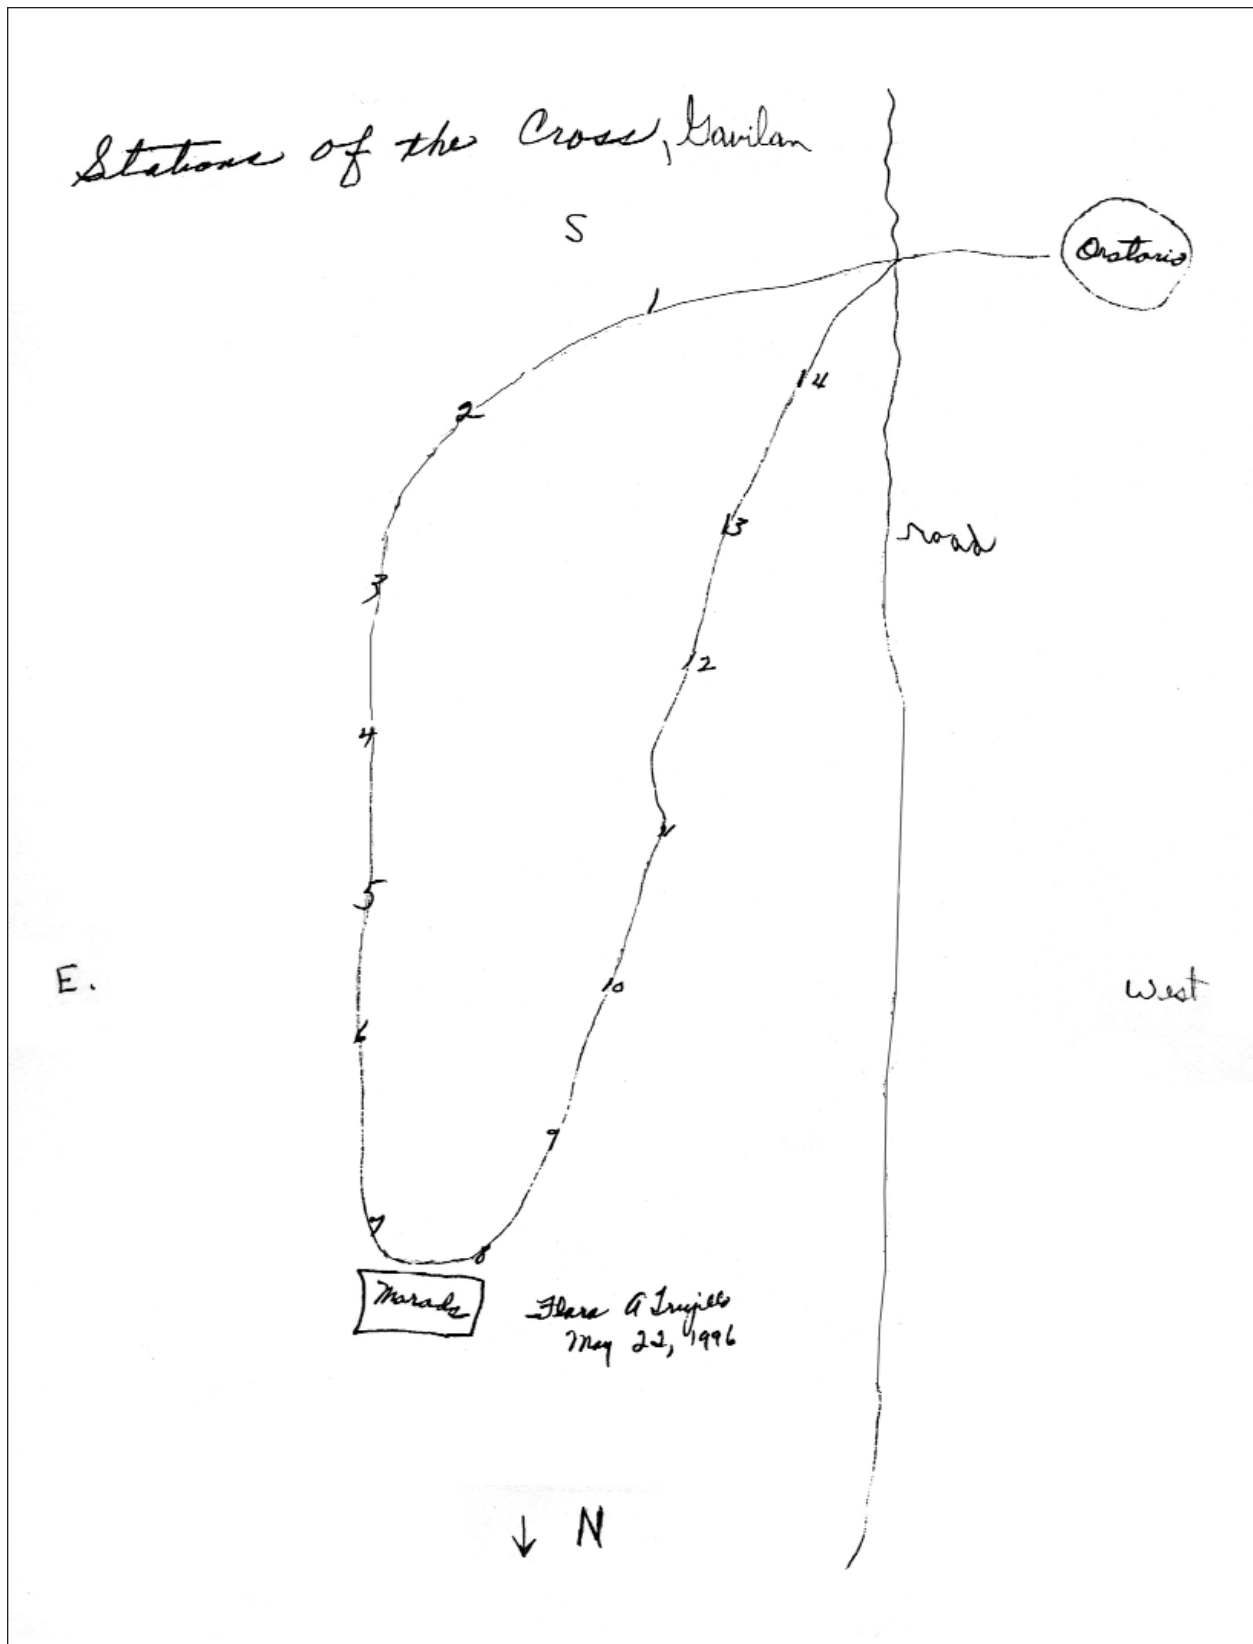 Stations of the Cross, Gavilan
S
Oratorio
1
2
14
13
road
3
12
4
11
5
E.
West
10
6
9
7
8
Morada
Flora A Trujillo
May 22, 1996
↓ N